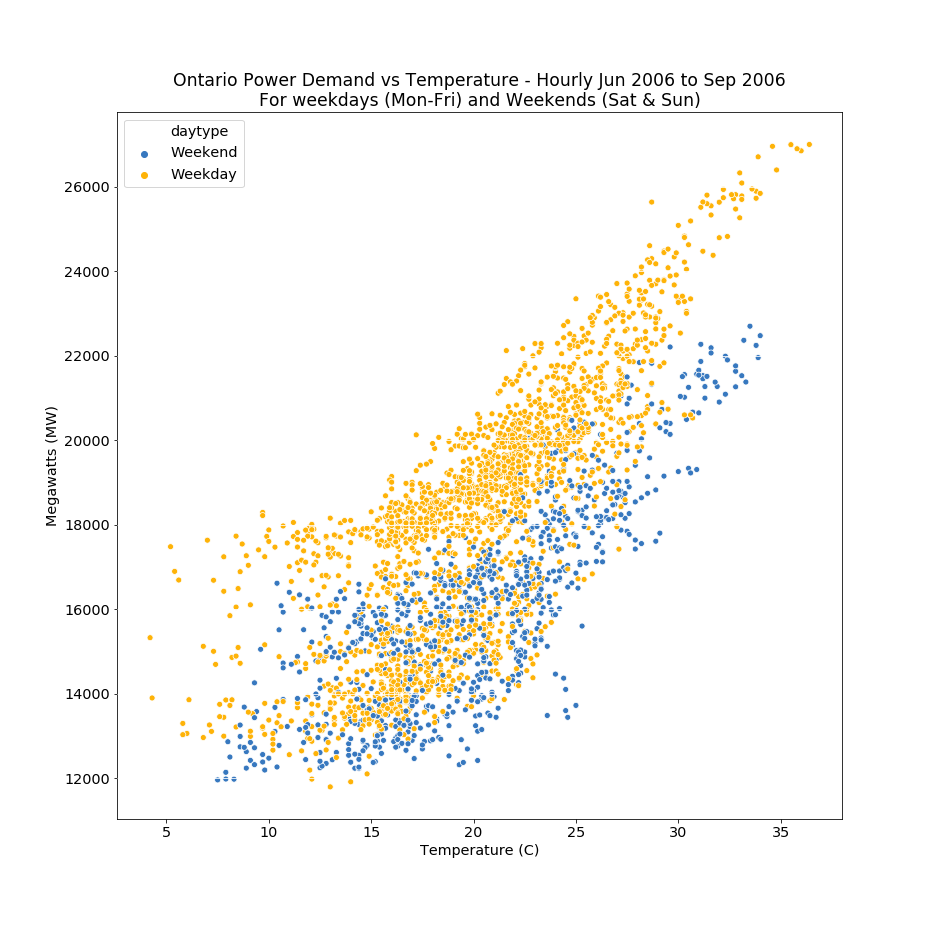 Ontario Power Demand vs Temperature - Hourly Jun 2006 to Sep 2006
For weekdays (Mon-Fri) and Weekends (Sat & Sun)
daytype
Weekend
Weekday
Megawatts (MW)
26000
24000
22000
20000
18000
16000
14000
12000
5 10 15 20 25 30 35
Temperature (C)